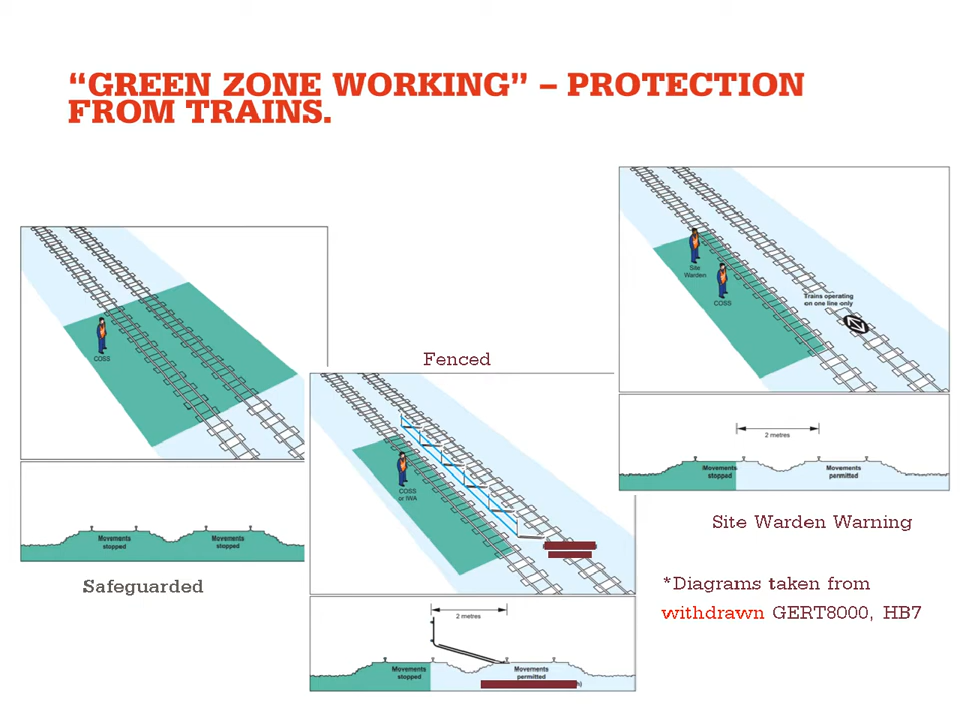 “GREEN ZONE WORKING” – PROTECTION
FROM TRAINS.
COSS
Movements
stopped
Movements
stopped
Safeguarded
Fenced
COSS
or IWA
2 metres
Movements
stopped
Movements
permitted
Site
Warden
COSS
Trains operating
on one line only
2 metres
Movements
stopped
Movements
permitted
Site Warden Warning
*Diagrams taken from
withdrawn GERT8000, HB7